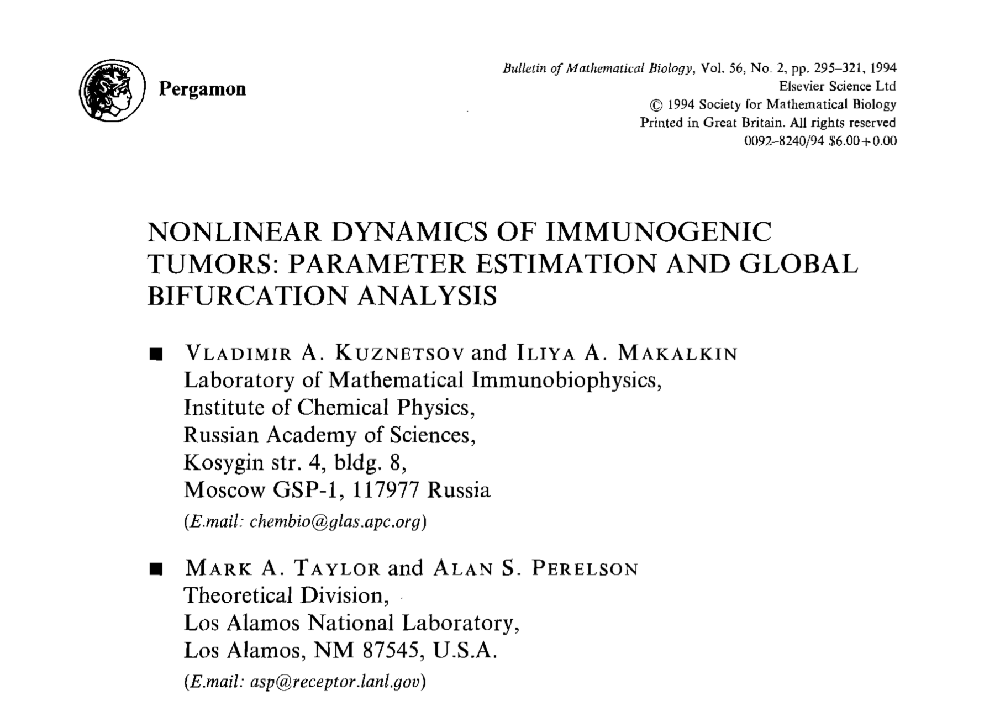 Pergamon
Bulletin of Mathematical Biology, Vol. 56, No. 2, pp. 295–321, 1994
Elsevier Science Ltd
© 1994 Society for Mathematical Biology
Printed in Great Britain. All rights reserved
0092–8240/94 $6.00+0.00
NONLINEAR DYNAMICS OF IMMUNOGENIC
TUMORS: PARAMETER ESTIMATION AND GLOBAL
BIFURCATION ANALYSIS
■ VLADIMIR A. KUZNETSOV and ILIYA A. MAKALKIN
Laboratory of Mathematical Immunobiophysics,
Institute of Chemical Physics,
Russian Academy of Sciences,
Kosygin str. 4, bldg. 8,
Moscow GSP-1, 117977 Russia
(E.mail: chembio@glas.apc.org)
■ MARK A. TAYLOR and ALAN S. PERELSON
Theoretical Division,
Los Alamos National Laboratory,
Los Alamos, NM 87545, U.S.A.
(E.mail: asp@receptor.lanl.gov)